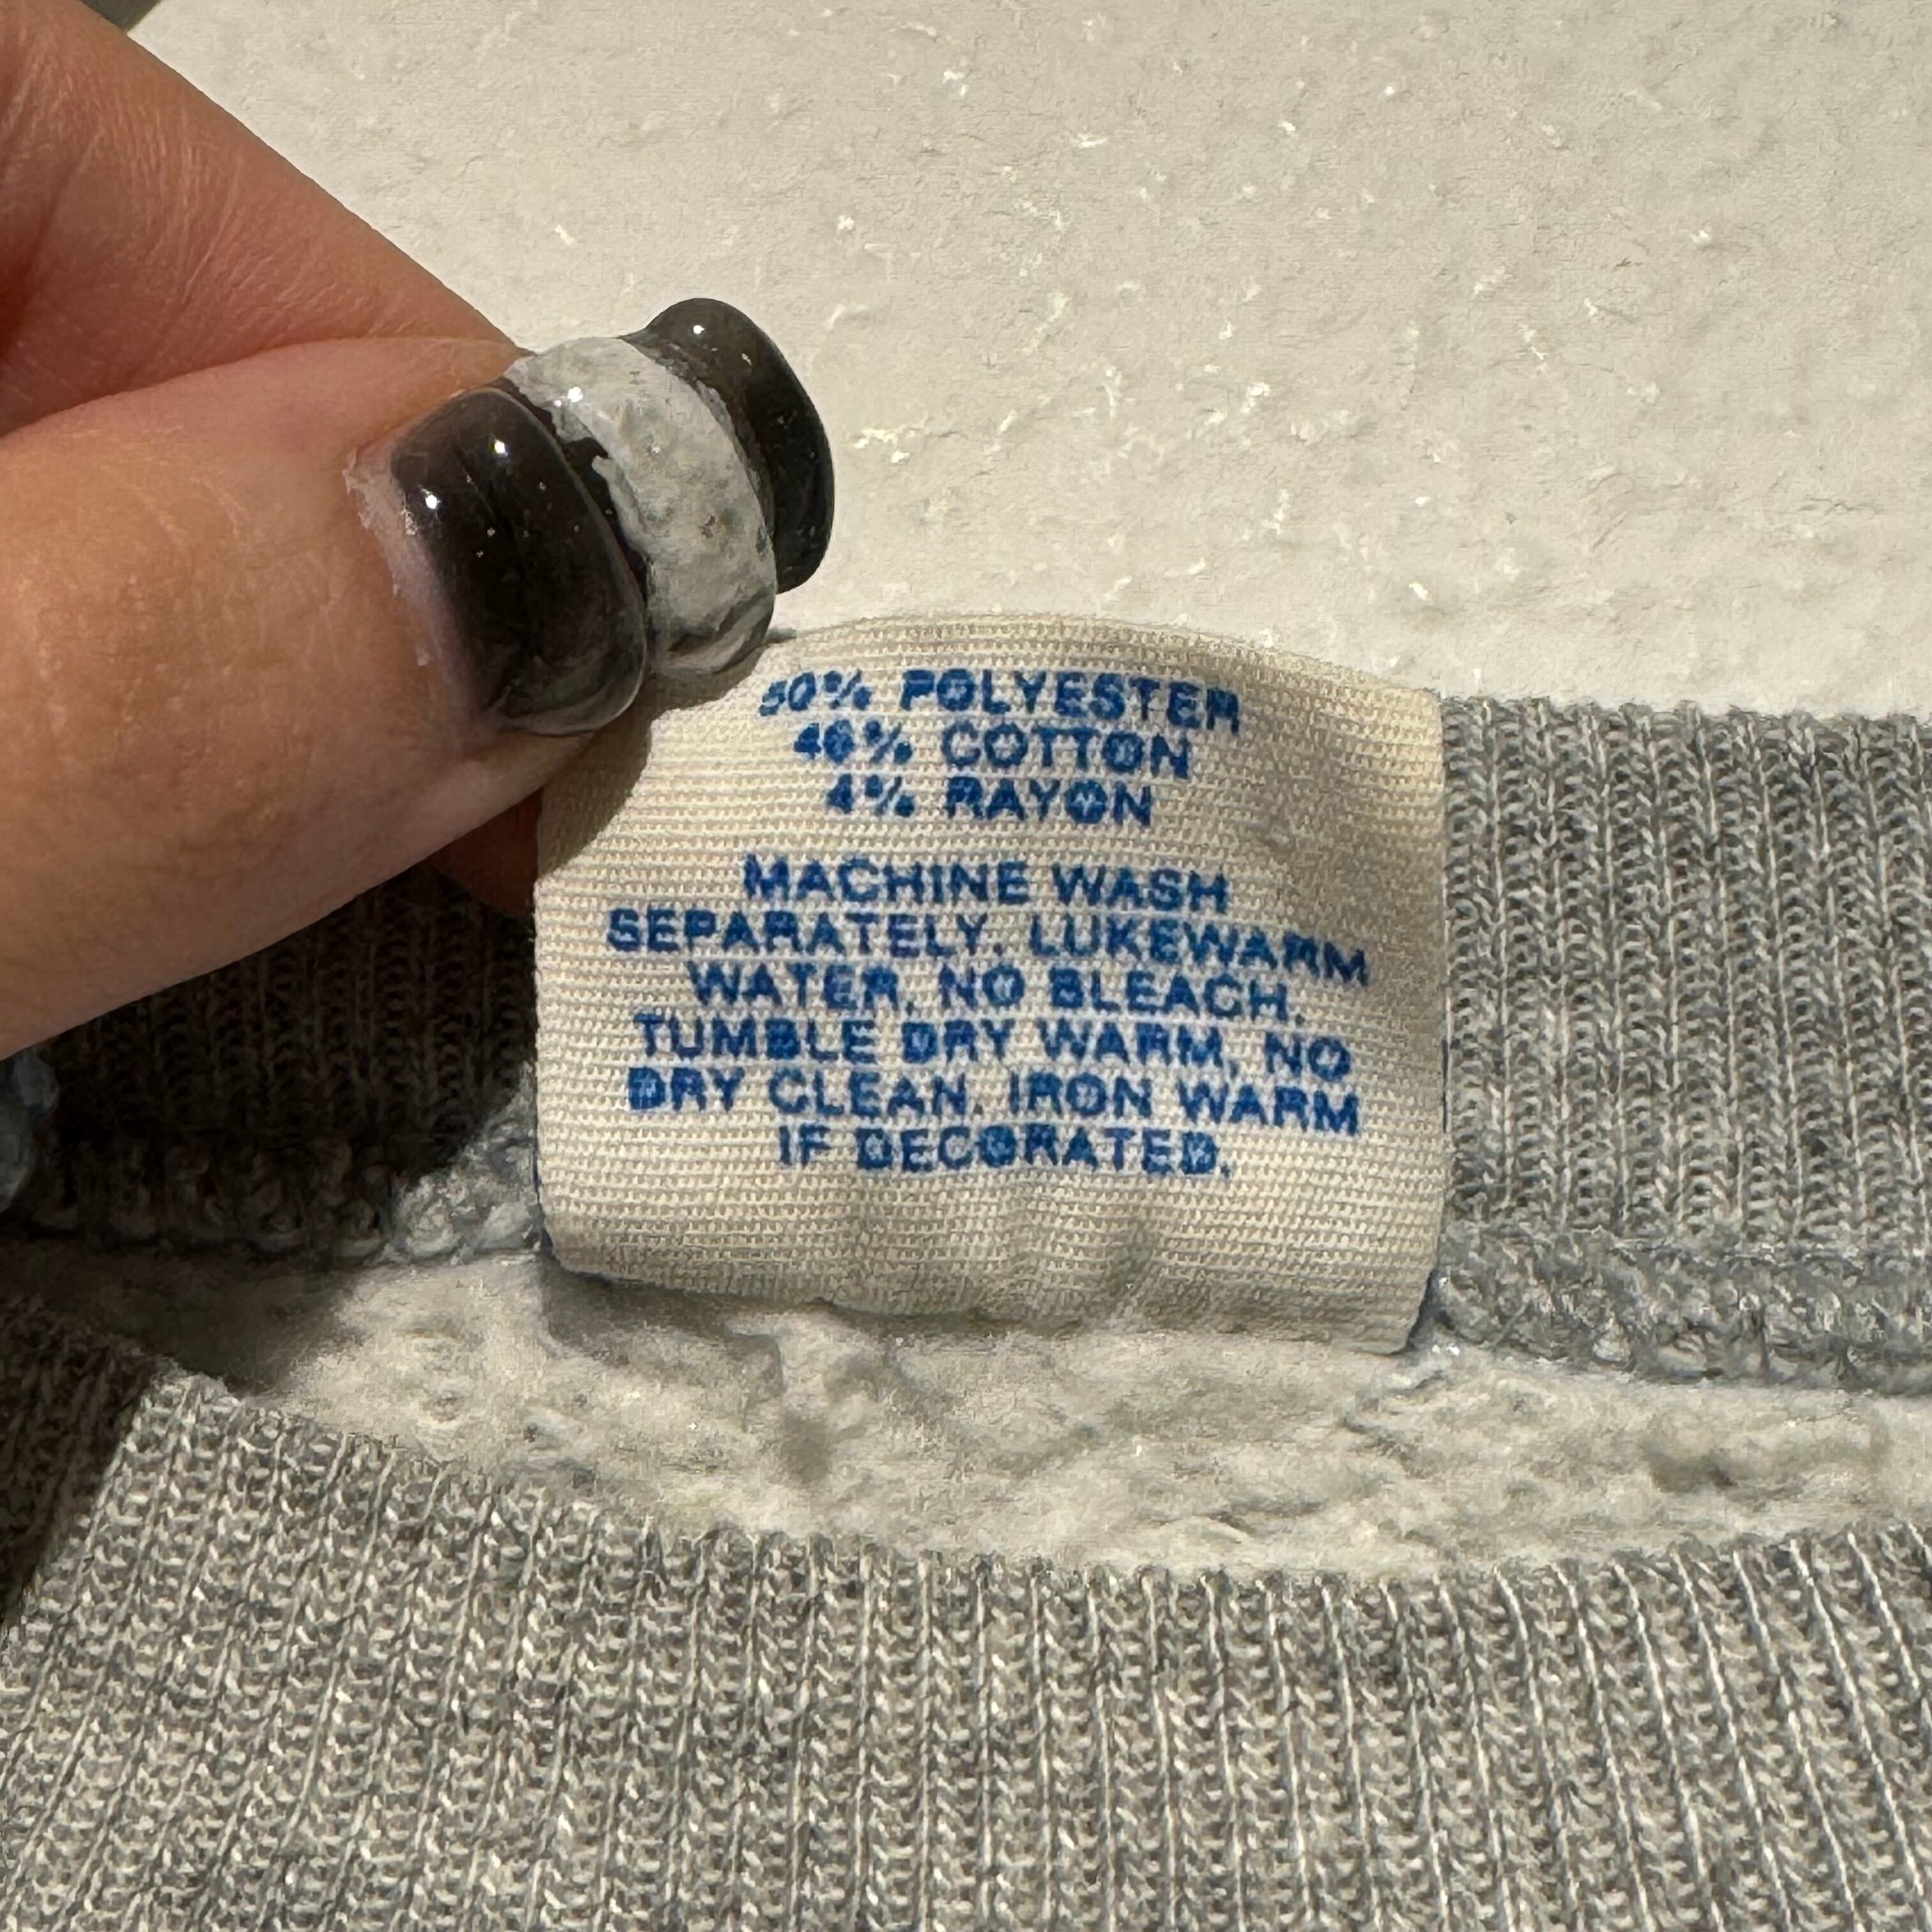 50% POLYESTER
46% COTTON
4% RAYON
MACHINE WASH
SEPARATELY. LUKEWARM
WATER, NO BLEACH.
TUMBLE DRY WARM, NO
DRY CLEAN. IRON WARM
IF DECORATED.